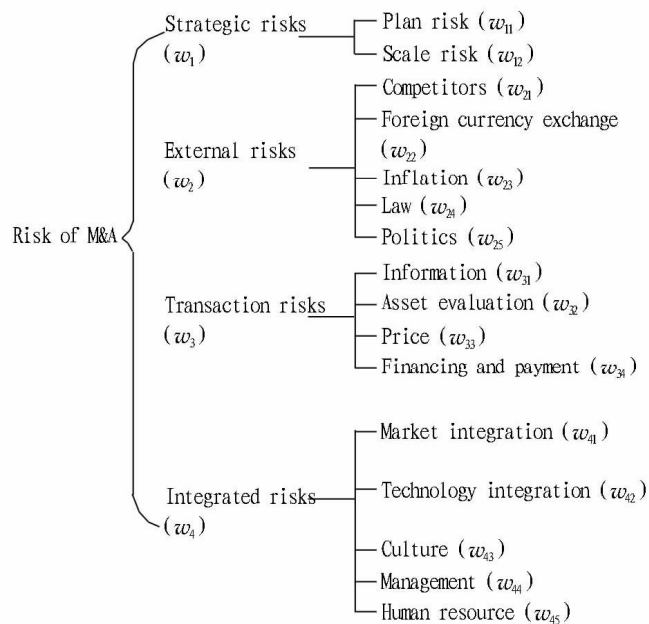 Risk of M&A
Strategic risks
(w₁)
Plan risk (w₁₁)
Scale risk (w₁₂)
External risks
(w₂)
Competitors (w₂₁)
Foreign currency exchange
(w₂₂)
Inflation (w₂₃)
Law (w₂₄)
Politics (w₂₅)
Transaction risks
(w₃)
Information (w₃₁)
Asset evaluation (w₃₂)
Price (w₃₃)
Financing and payment (w₃₄)
Integrated risks
(w₄)
Market integration (w₄₁)
Technology integration (w₄₂)
Culture (w₄₃)
Management (w₄₄)
Human resource (w₄₅)